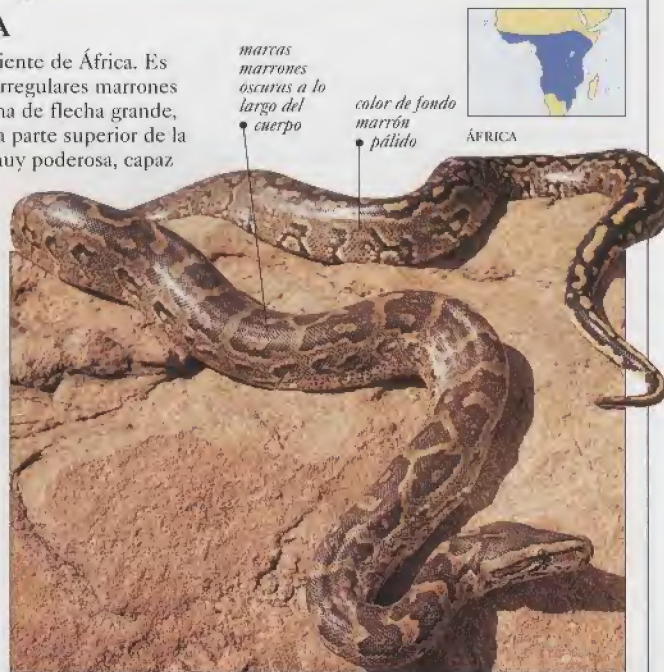 A
iente de África. Es
rregulares marrones
na de flecha grande,
a parte superior de la
nuy poderosa, capaz
marcas
marrones
oscuras a lo
largo del
cuerpo
color de fondo
marrón
pálido
ÁFRICA